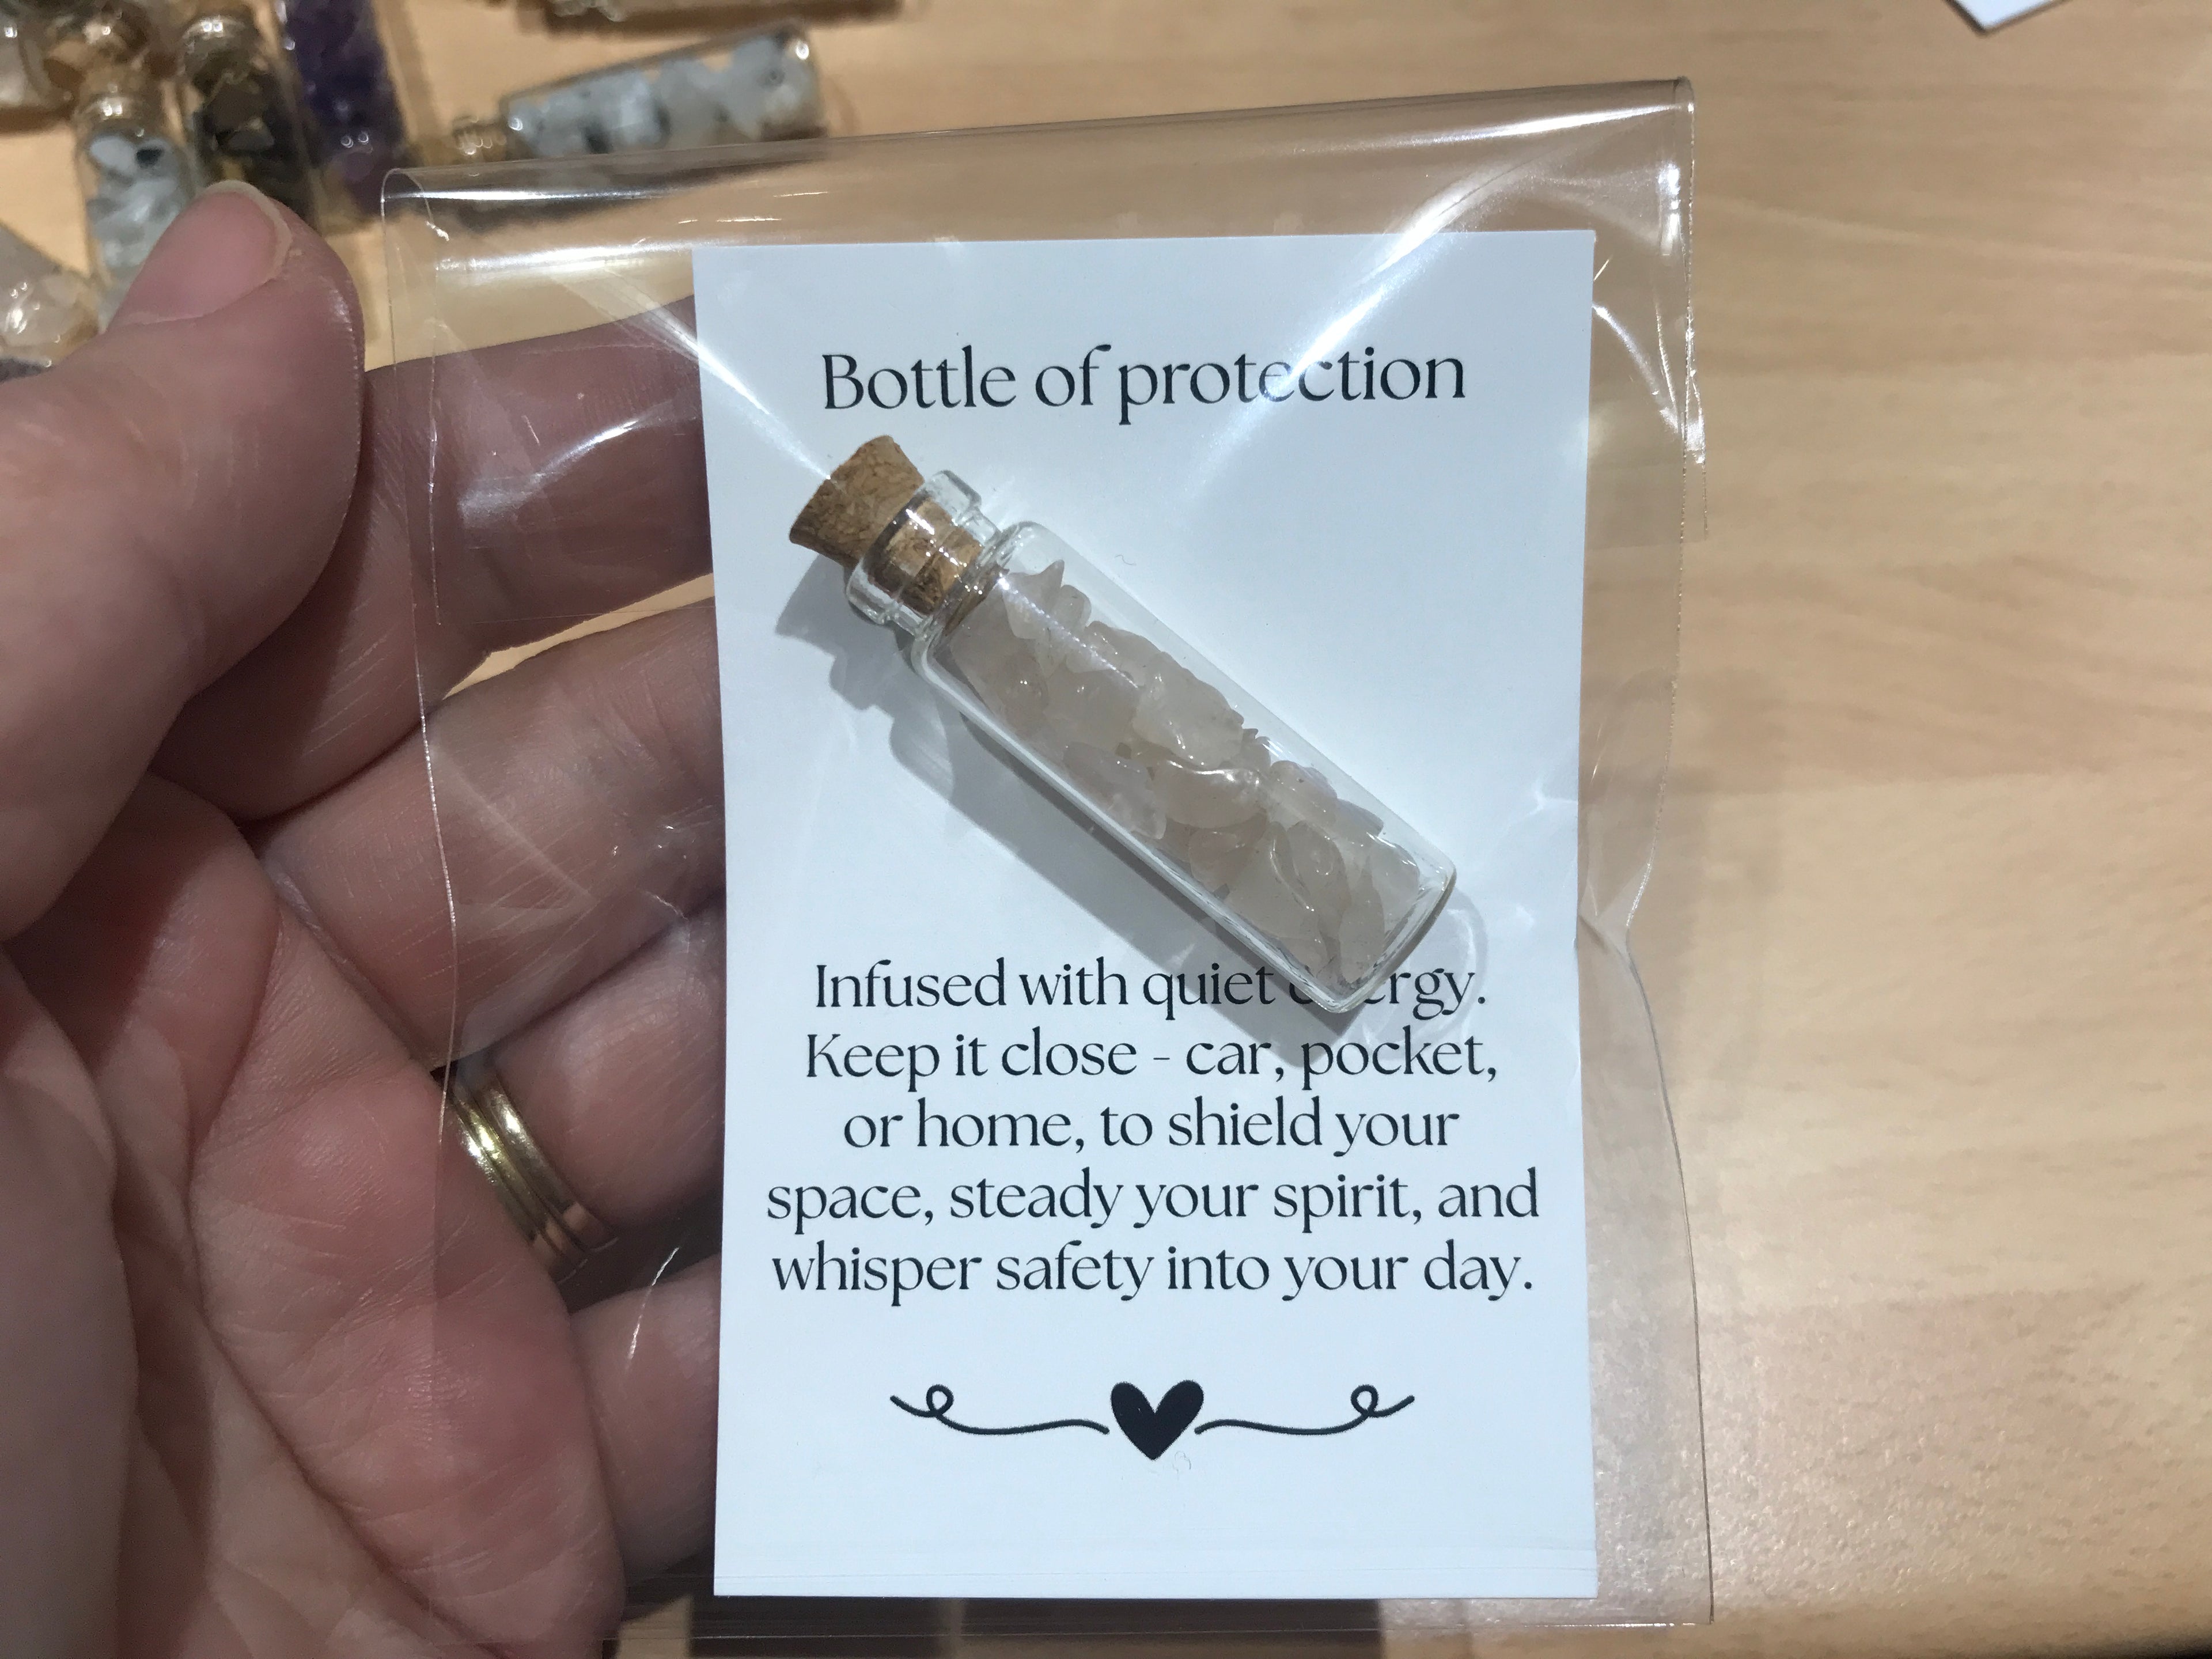 Bottle of protection
Infused with quiet energy.
Keep it close - car, pocket,
or home, to shield your
space, steady your spirit, and
whisper safety into your day.